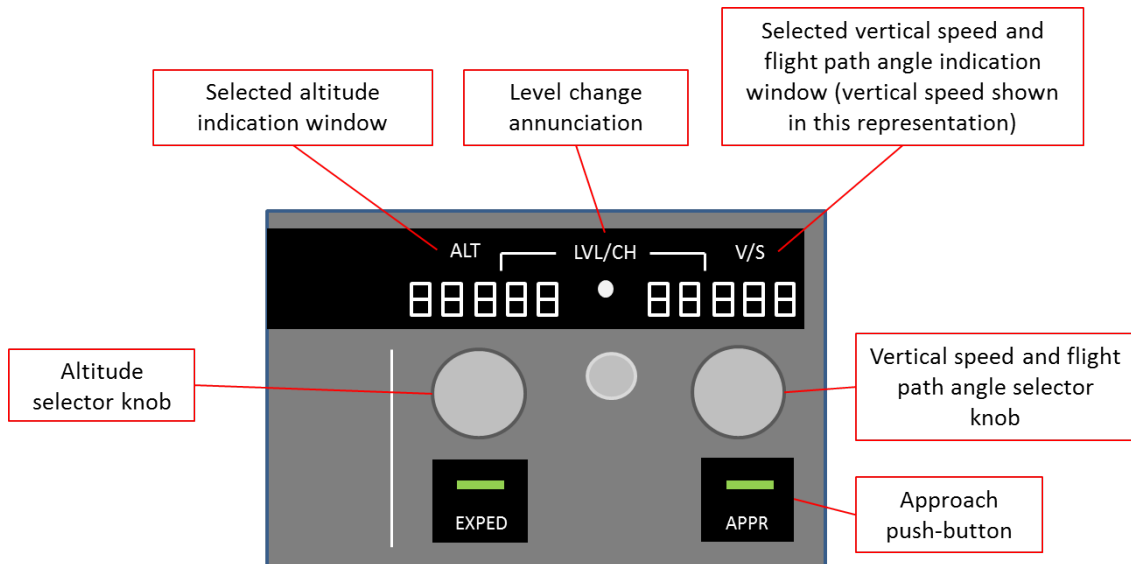 Selected altitude
indication window
Level change
annunciation
Selected vertical speed and
flight path angle indication
window (vertical speed shown
in this representation)
ALT
LVL/CH
V/S
88888
88888
Altitude
selector knob
Vertical speed and flight
path angle selector
knob
EXPED
APPR
Approach
push-button